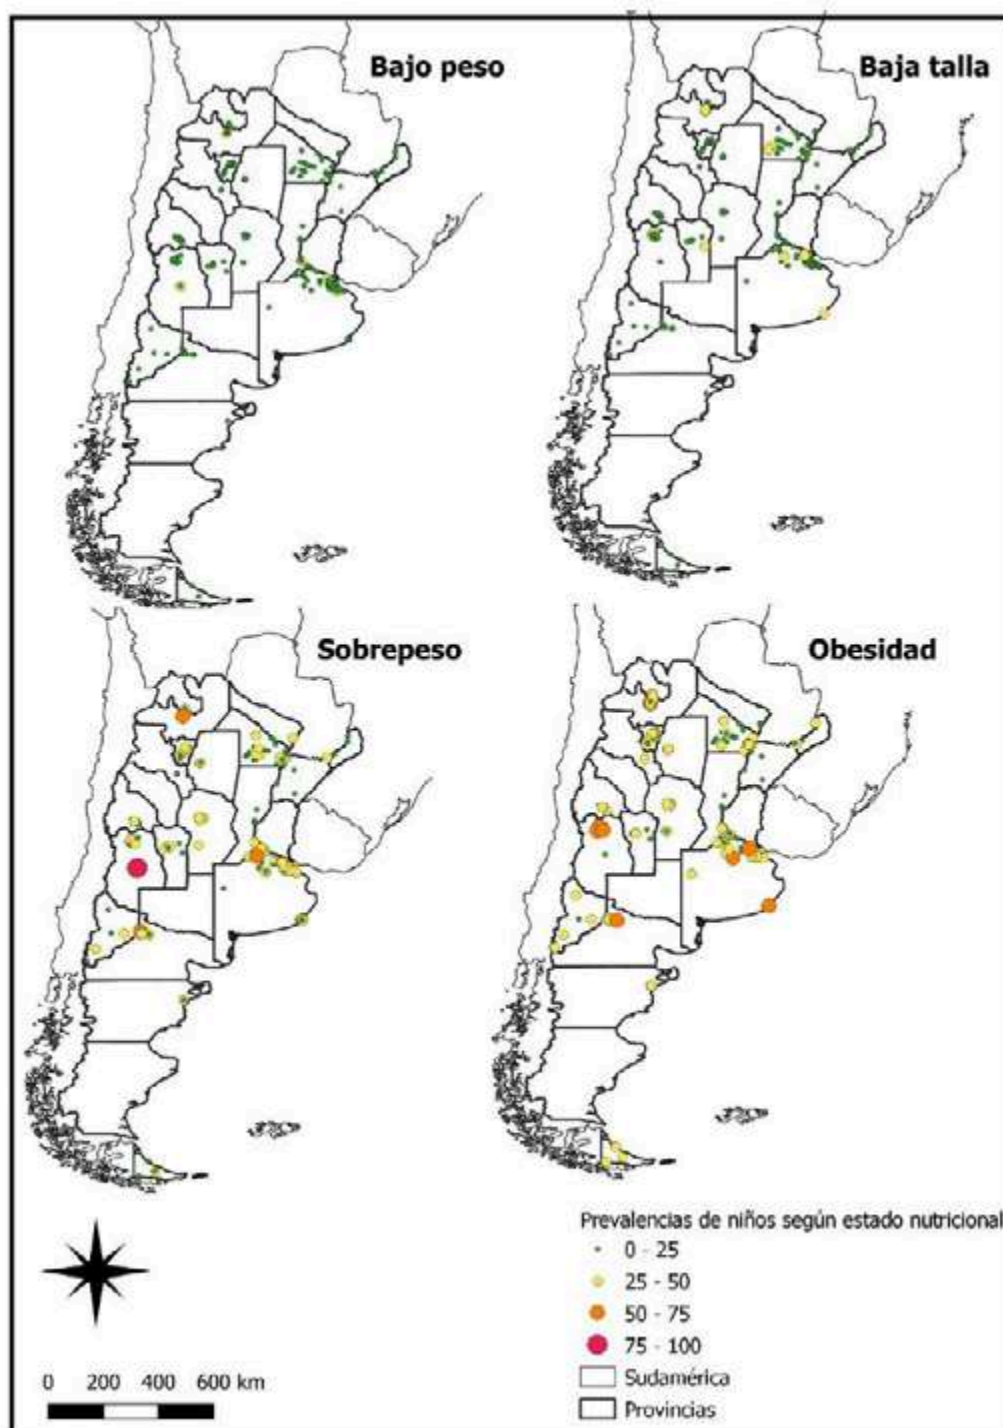 Bajo peso
Baja talla
Sobrepeso
Obesidad
Prevalencias de niños según estado nutricional
0 - 25
25 - 50
50 - 75
75 - 100
Sudamérica
Provincias
0 200 400 600 km